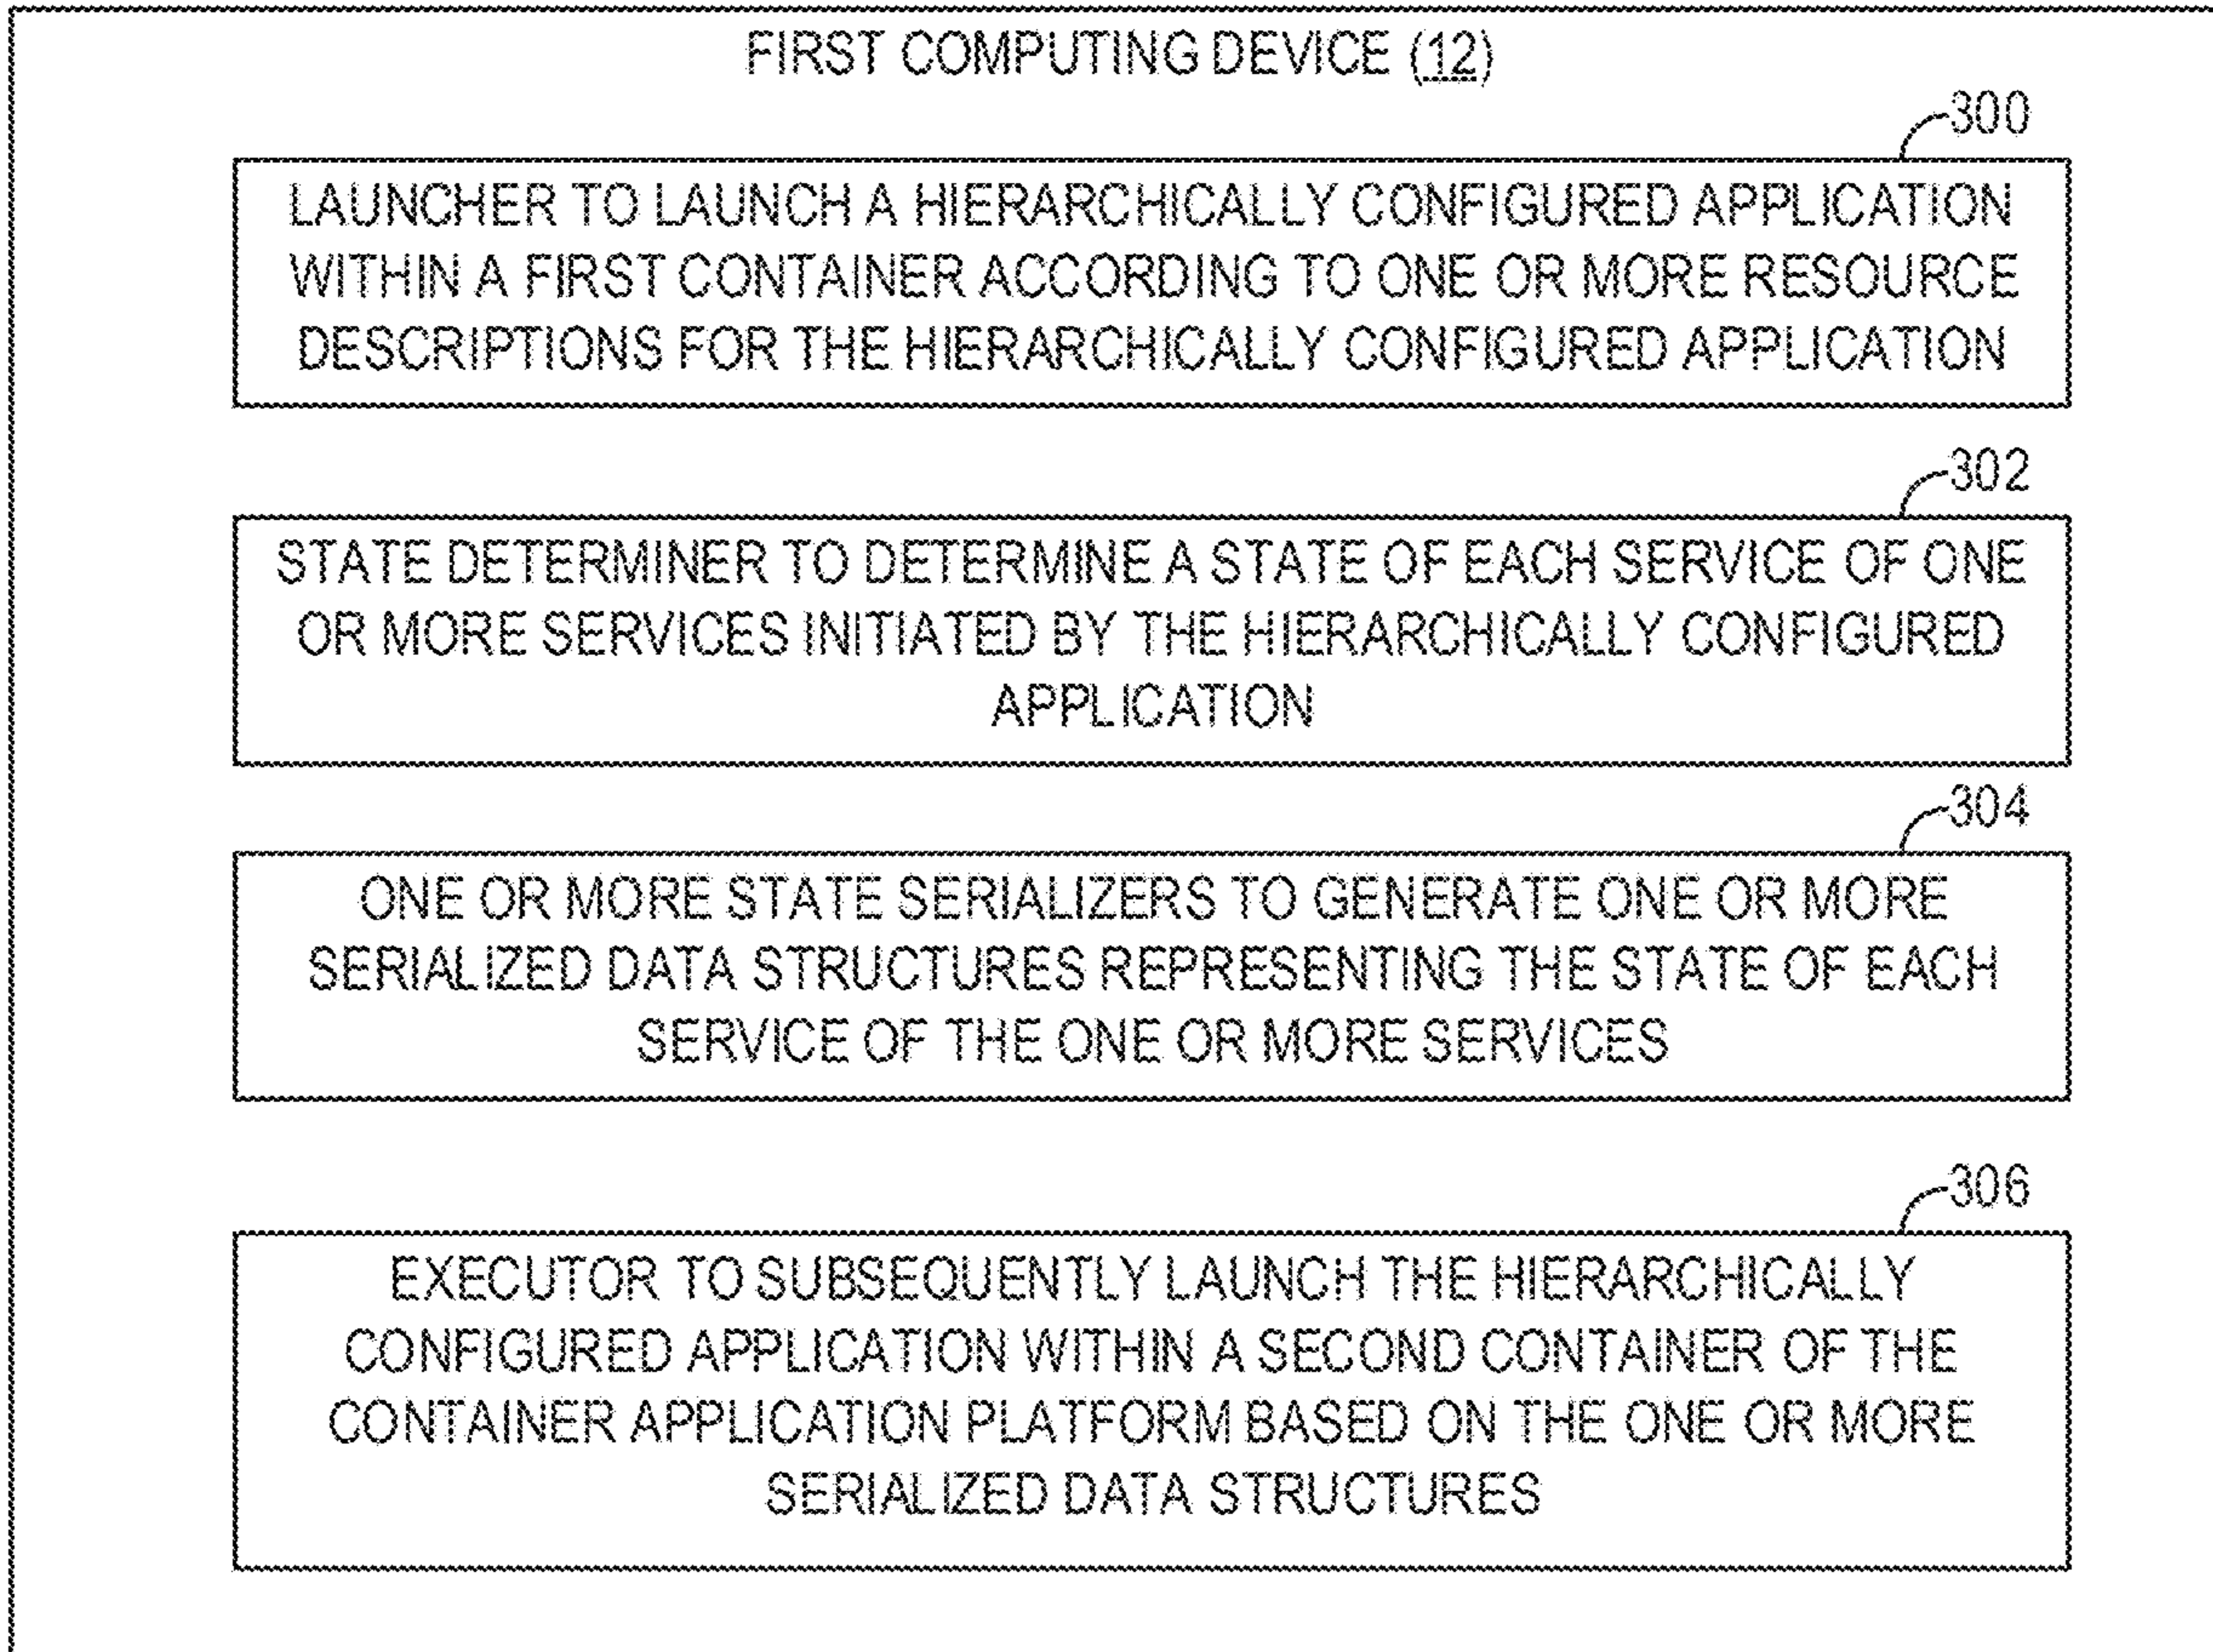 FIRST COMPUTING DEVICE (12)
300
LAUNCHER TO LAUNCH A HIERARCHICALLY CONFIGURED APPLICATION
WITHIN A FIRST CONTAINER ACCORDING TO ONE OR MORE RESOURCE
DESCRIPTIONS FOR THE HIERARCHICALLY CONFIGURED APPLICATION
302
STATE DETERMINER TO DETERMINE A STATE OF EACH SERVICE OF ONE
OR MORE SERVICES INITIATED BY THE HIERARCHICALLY CONFIGURED
APPLICATION
304
ONE OR MORE STATE SERIALIZERS TO GENERATE ONE OR MORE
SERIALIZED DATA STRUCTURES REPRESENTING THE STATE OF EACH
SERVICE OF THE ONE OR MORE SERVICES
306
EXECUTOR TO SUBSEQUENTLY LAUNCH THE HIERARCHICALLY
CONFIGURED APPLICATION WITHIN A SECOND CONTAINER OF THE
CONTAINER APPLICATION PLATFORM BASED ON THE ONE OR MORE
SERIALIZED DATA STRUCTURES